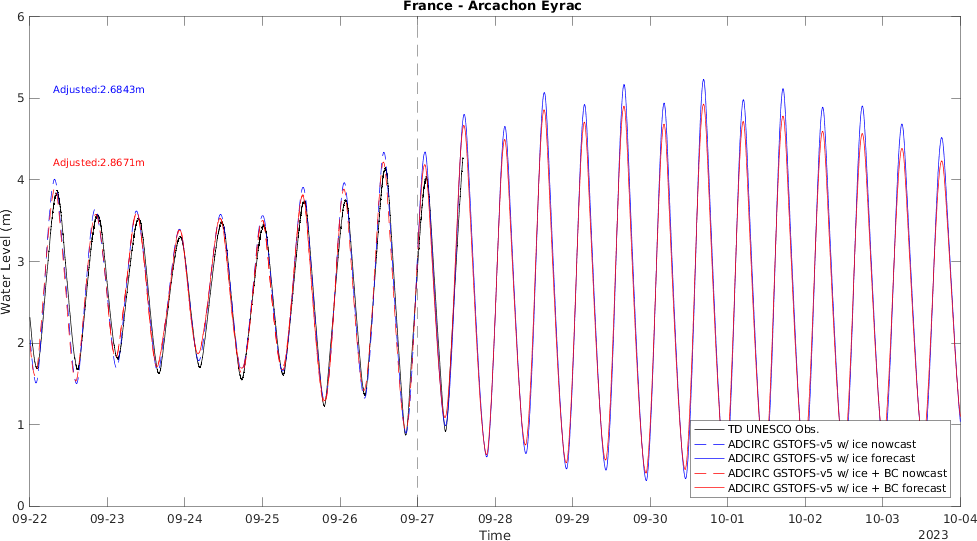 France - Arcachon Eyrac
6
5
4
3
2
1
0
Water Level (m)
Adjusted:2.6843m
Adjusted:2.8671m
TD UNESCO Obs.
ADCIRC GSTOFS-v5 w/ ice nowcast
ADCIRC GSTOFS-v5 w/ ice forecast
ADCIRC GSTOFS-v5 w/ ice + BC nowcast
ADCIRC GSTOFS-v5 w/ ice + BC forecast
09-22 09-23 09-24 09-25 09-26 09-27 09-28 09-29 09-30 10-01 10-02 10-03 10-04
Time
2023